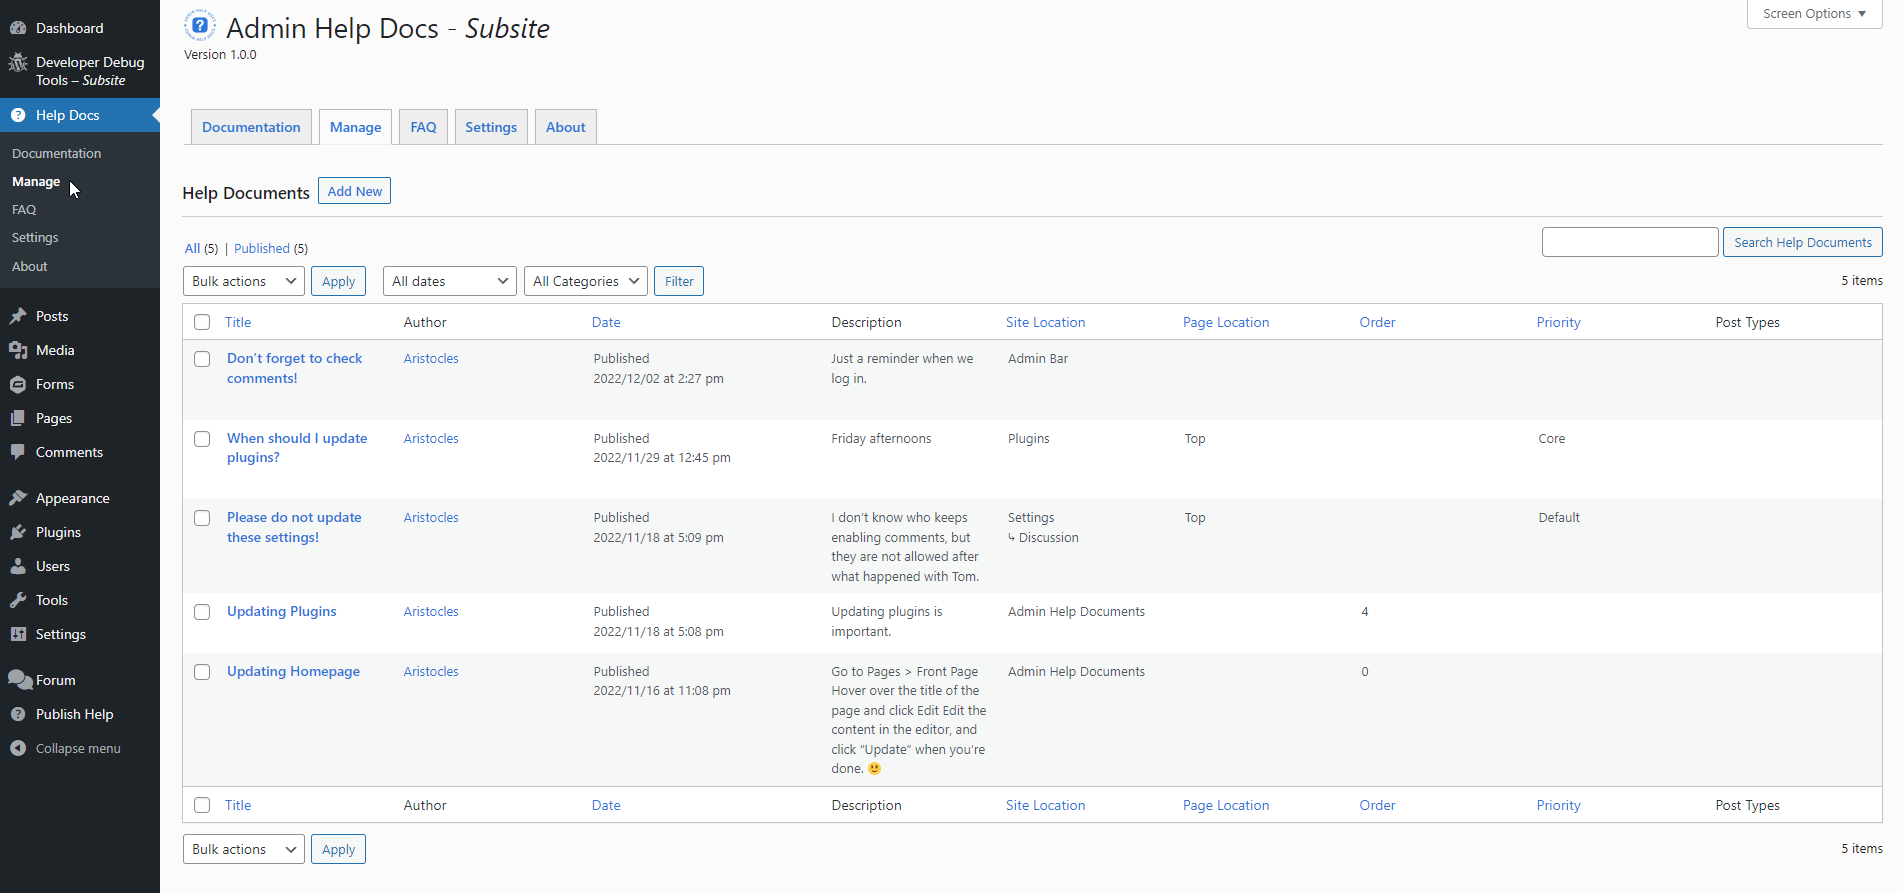 Dashboard
Developer Debug
Tools – Subsite
Help Docs
Documentation
Manage
FAQ
Settings
About
Posts
Media
Forms
Pages
Comments
Appearance
Plugins
Users
Tools
Settings
Forum
Publish Help
Collapse menu
Admin Help Docs - Subsite
Version 1.0.0
Screen Options
Documentation Manage FAQ Settings About
Help Documents Add New
All (5) | Published (5)
Search Help Documents
Bulk actions Apply All dates All Categories Filter 5 items
Title Author Date Description Site Location Page Location Order Priority Post Types
Don’t forget to check Aristocles Published Just a reminder when we Admin Bar
comments! 2022/12/02 at 2:27 pm log in.
When should I update Aristocles Published Friday afternoons Plugins Top Core
plugins? 2022/11/29 at 12:45 pm
Please do not update Aristocles Published I don't know who keeps Settings Top Default
these settings! 2022/11/18 at 5:09 pm enabling comments, but ↳ Discussion
they are not allowed after
what happened with Tom.
Updating Plugins Aristocles Published Updating plugins is Admin Help Documents 4
2022/11/18 at 5:08 pm important.
Updating Homepage Aristocles Published Go to Pages > Front Page Admin Help Documents 0
2022/11/16 at 11:08 pm Hover over the title of the
page and click Edit Edit the
content in the editor, and
click “Update” when you're
done. 🙂
Title Author Date Description Site Location Page Location Order Priority Post Types
Bulk actions Apply 5 items